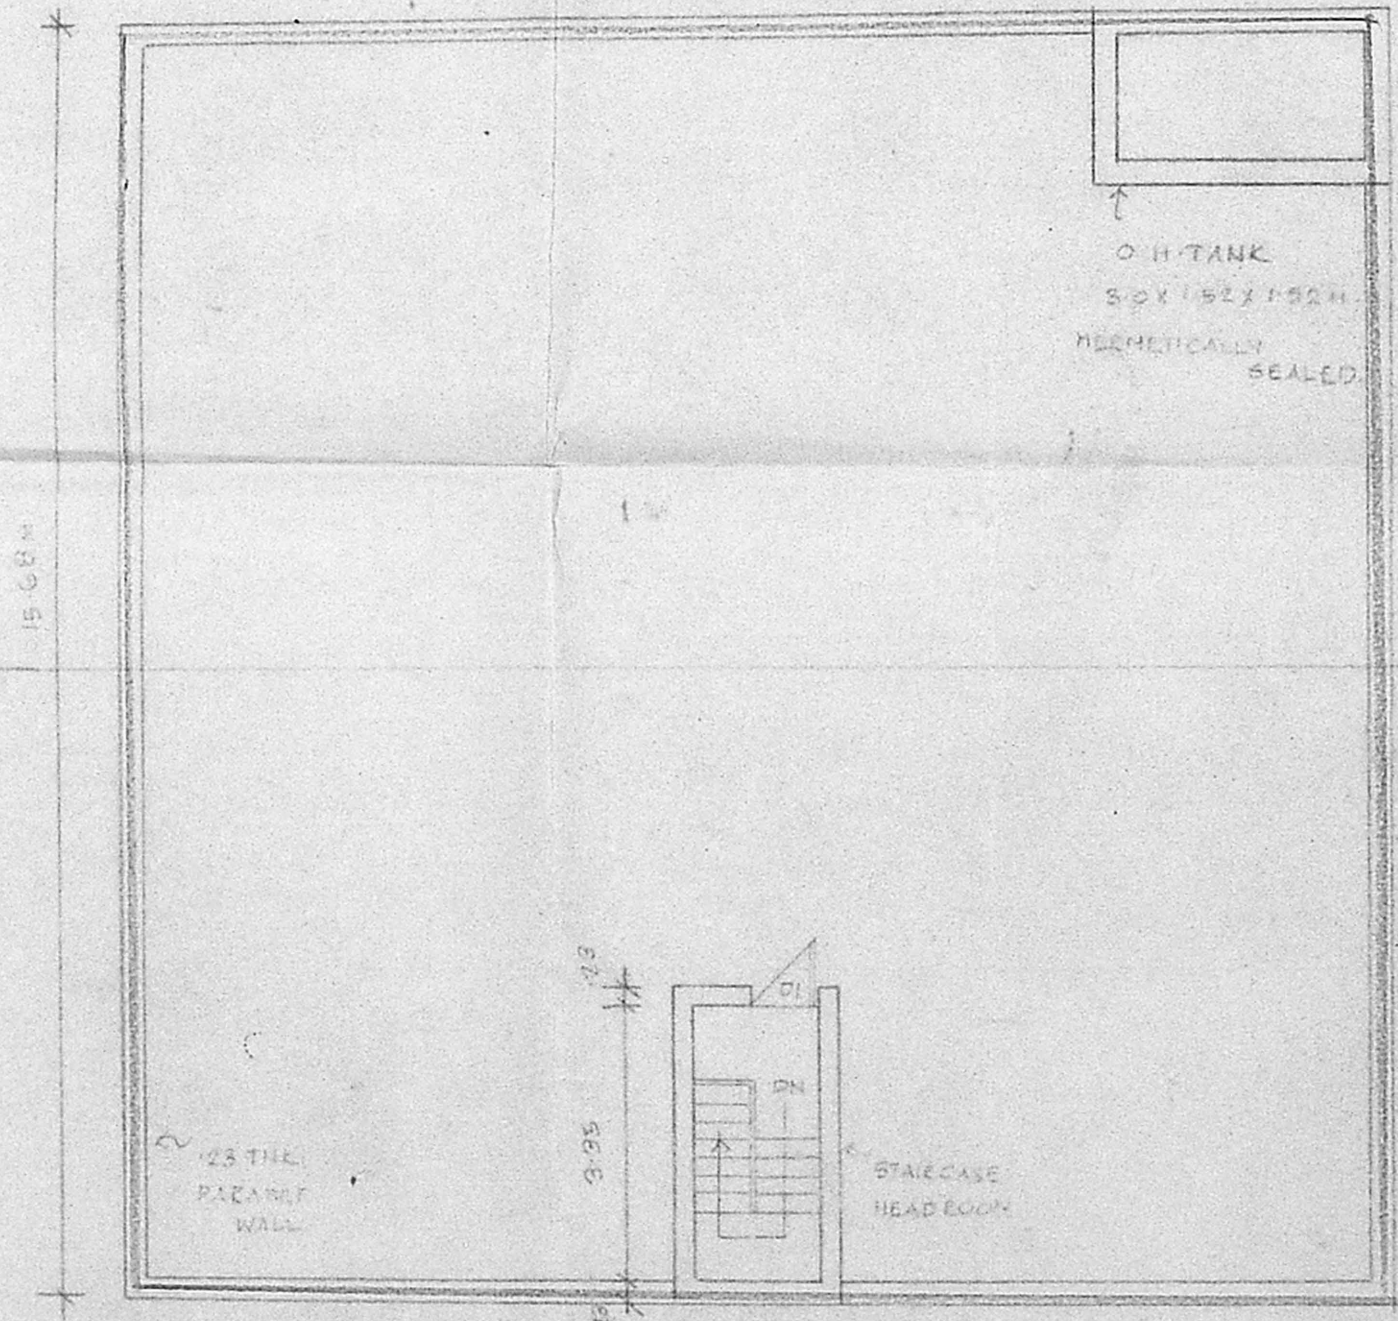 O H·TANK
3·0 X 1·52 X 1·52 M.
HERMETICALLY
SEALED.
15·68 M
·23
D1
DN
3·33
STAIRCASE
HEAD ROOM
·23 THK.
PARAPET
WALL